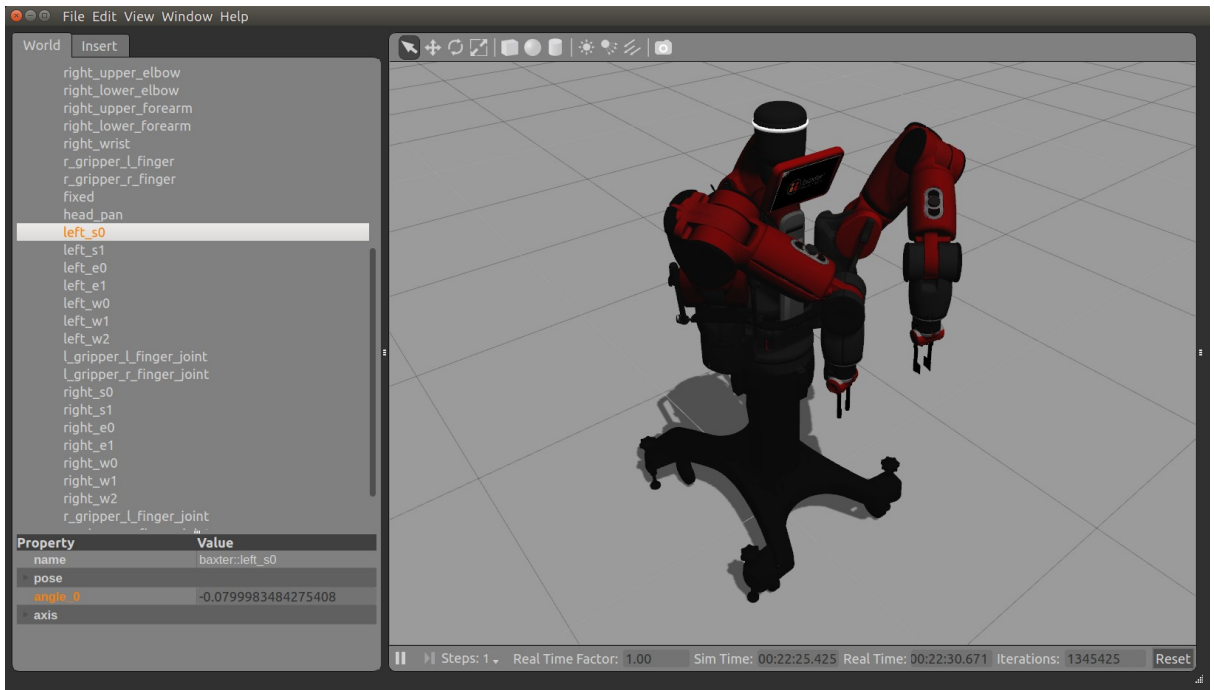 File Edit View Window Help
World Insert
right_upper_elbow
right_lower_elbow
right_upper_forearm
right_lower_forearm
right_wrist
r_gripper_l_finger
r_gripper_r_finger
fixed
head_pan
left_s0
left_s1
left_e0
left_e1
left_w0
left_w1
left_w2
l_gripper_l_finger_joint
l_gripper_r_finger_joint
right_s0
right_s1
right_e0
right_e1
right_w0
right_w1
right_w2
r_gripper_l_finger_joint
Property Value
name baxter::left_s0
pose
angle_0 -0.0799983484275408
axis
Steps: 1 Real Time Factor: 1.00 Sim Time: 00:22:25.425 Real Time: 00:22:30.671 Iterations: 1345425 Reset